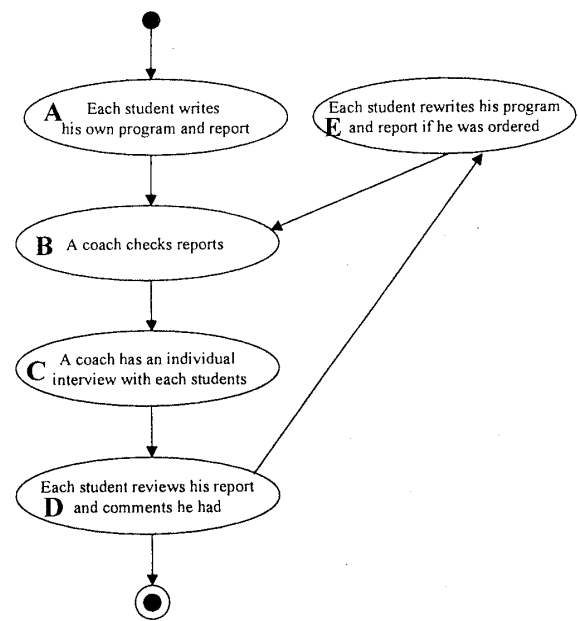 A Each student writes
his own program and report
Each student rewrites his program
E and report if he was ordered
B A coach checks reports
C A coach has an individual
interview with each students
Each student reviews his report
D and comments he had